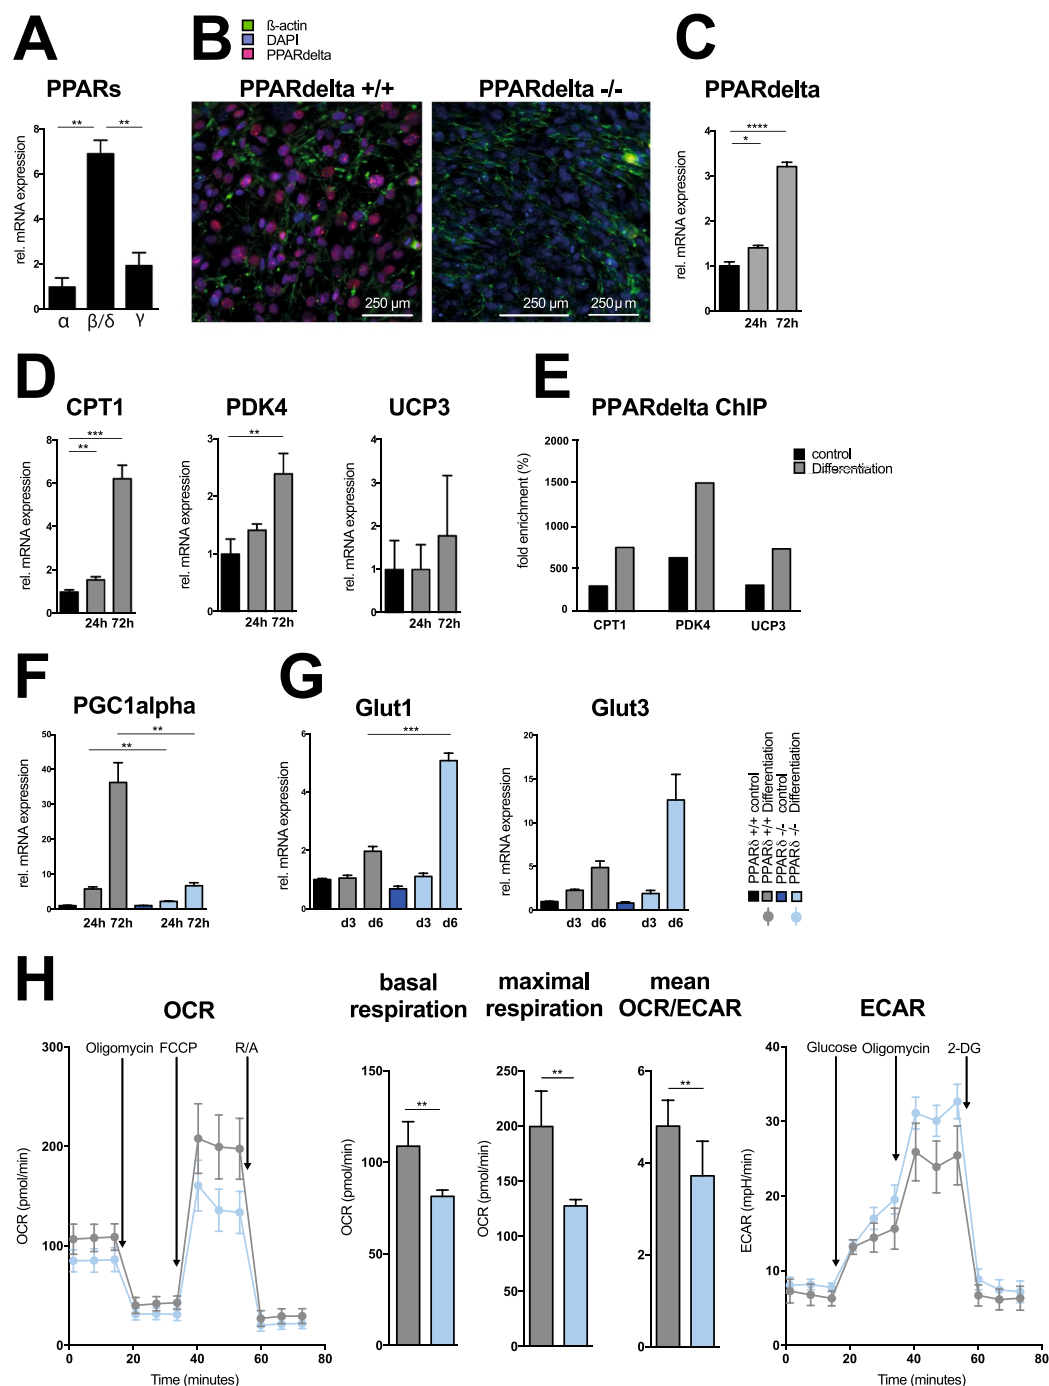 A
PPARs
rel. mRNA expression
8
6
4
2
0
** **
α β/δ γ
B
ß-actin
DAPI
PPARdelta
PPARdelta +/+
PPARdelta -/-
250 µm
250 µm
250µm
C
PPARdelta
rel. mRNA expression
4
3
2
1
0
****
*
24h 72h
D
CPT1
rel. mRNA expression
8
6
4
2
0
***
**
24h 72h
PDK4
rel. mRNA expression
3
2
1
0
**
24h 72h
UCP3
rel. mRNA expression
4
3
2
1
0
24h 72h
E
PPARdelta ChIP
fold enrichment (%)
2000
1500
1000
500
0
CPT1 PDK4 UCP3
control
Differentiation
F
PGC1alpha
rel. mRNA expression
50
40
30
20
10
0
**
**
24h 72h 24h 72h
G
Glut1
rel. mRNA expression
6
4
2
0
***
d3 d6 d3 d6
Glut3
rel. mRNA expression
20
15
10
5
0
d3 d6 d3 d6
PPARδ +/+ control
PPARδ +/+ Differentiation
PPARδ -/- control
PPARδ -/- Differentiation
H
OCR
OCR (pmol/min)
300
200
100
0
Oligomycin FCCP R/A
0 20 40 60 80
Time (minutes)
basal
respiration
OCR (pmol/min)
150
100
50
0
**
maximal
respiration
OCR (pmol/min)
250
200
150
100
50
0
**
mean
OCR/ECAR
6
4
2
0
**
ECAR
ECAR (mpH/min)
40
30
20
10
0
Glucose Oligomycin 2-DG
0 20 40 60 80
Time (minutes)